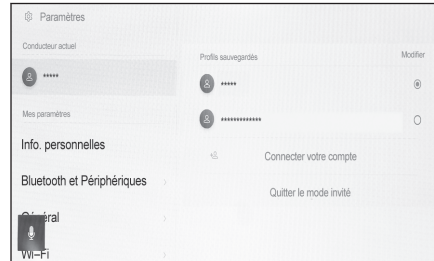 Paramètres
Conducteur actuel
*****
Mes paramètres
Info. personnelles
Bluetooth et Périphériques
Général
Wi-Fi
Profils sauvegardés
Modifier
*****
*************
Connecter votre compte
Quitter le mode invité